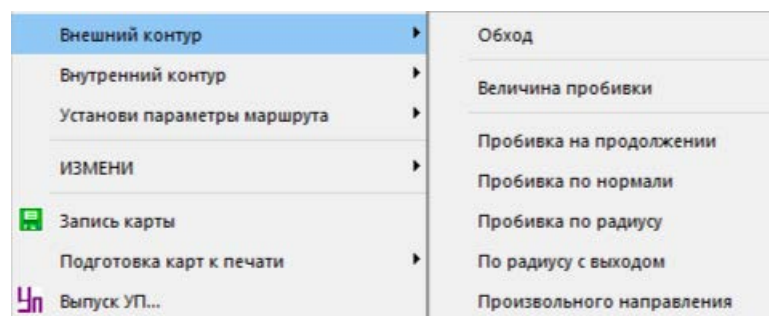 Внешний контур
Внутренний контур
Установи параметры маршрута
ИЗМЕНИ
Запись карты
Подготовка карт к печати
Уп Выпуск УП...
Обход
Величина пробивки
Пробивка на продолжении
Пробивка по нормали
Пробивка по радиусу
По радиусу с выходом
Произвольного направления